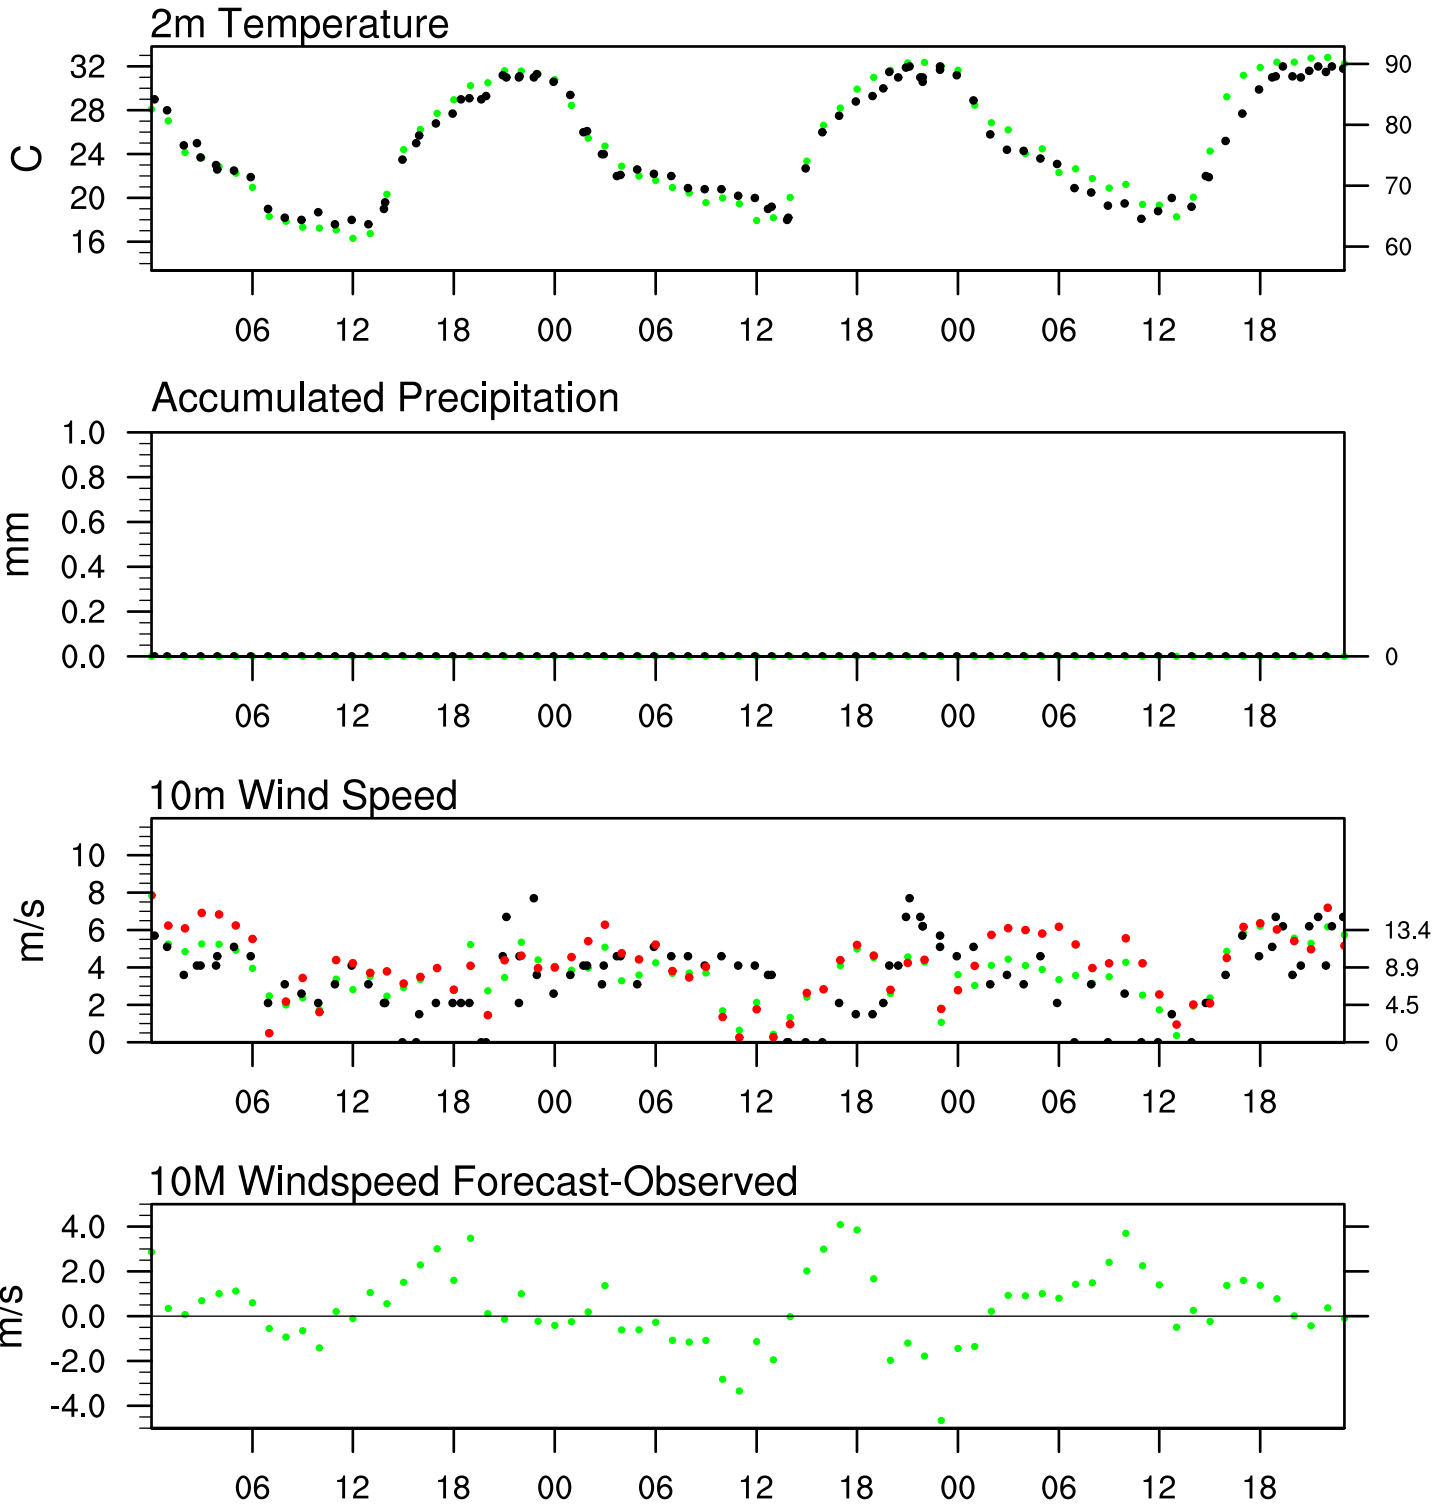 2m Temperature
32 90
28
80
24
C
20 70
16
60
06 12 18 00 06 12 18 00 06 12 18
Accumulated Precipitation
1.0
0.8
0.6
mm
0.4
0.2
0.0 0
06 12 18 00 06 12 18 00 06 12 18
10m Wind Speed
10
8
6 13.4
m/s
4 8.9
2 4.5
0 0
06 12 18 00 06 12 18 00 06 12 18
10M Windspeed Forecast-Observed
4.0
2.0
0.0
m/s
-2.0
-4.0
06 12 18 00 06 12 18 00 06 12 18